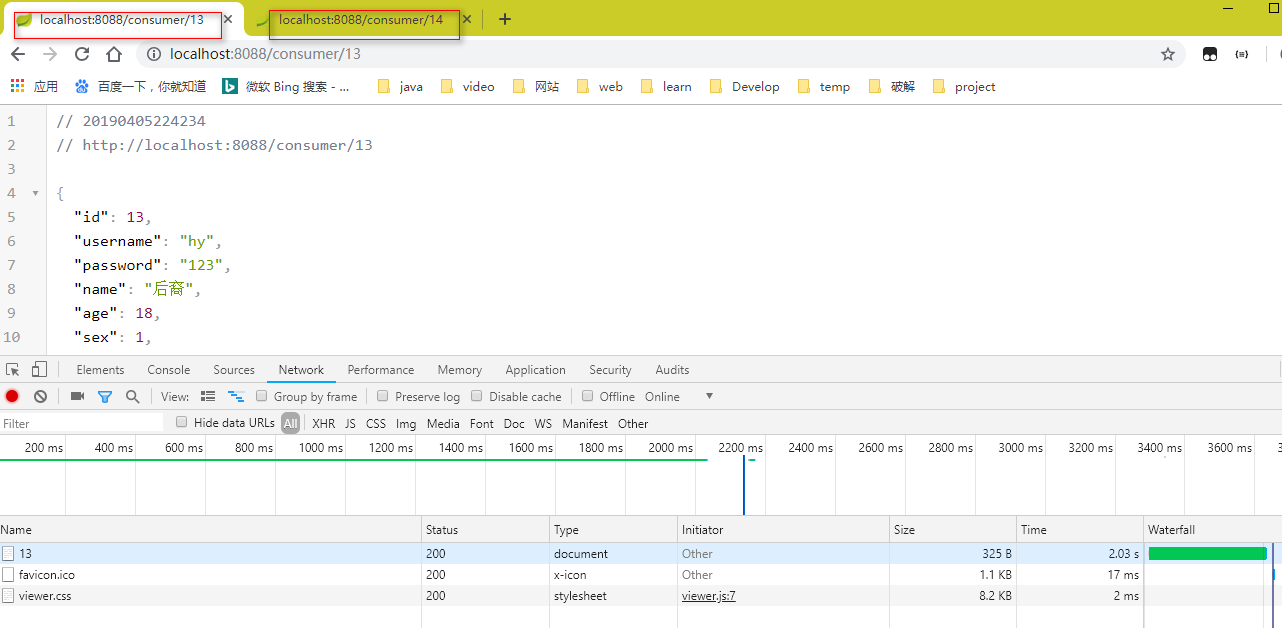 localhost:8088/consumer/13 localhost:8088/consumer/14
localhost:8088/consumer/13
应用 百度一下，你就知道 微软 Bing 搜索 - ... java video 网站 web learn Develop temp 破解 project
1 // 20190405224234
2 // http://localhost:8088/consumer/13
3
4 {
5 "id": 13,
6 "username": "hy",
7 "password": "123",
8 "name": "后裔",
9 "age": 18,
10 "sex": 1,
Elements Console Sources Network Performance Memory Application Security Audits
View: Group by frame Preserve log Disable cache Offline Online
Filter Hide data URLs All XHR JS CSS Img Media Font Doc WS Manifest Other
200 ms 400 ms 600 ms 800 ms 1000 ms 1200 ms 1400 ms 1600 ms 1800 ms 2000 ms 2200 ms 2400 ms 2600 ms 2800 ms 3000 ms 3200 ms 3400 ms 3600 ms
Name Status Type Initiator Size Time Waterfall
13 200 document Other 325 B 2.03 s
favicon.ico 200 x-icon Other 1.1 KB 17 ms
viewer.css 200 stylesheet viewer.js:7 8.2 KB 2 ms